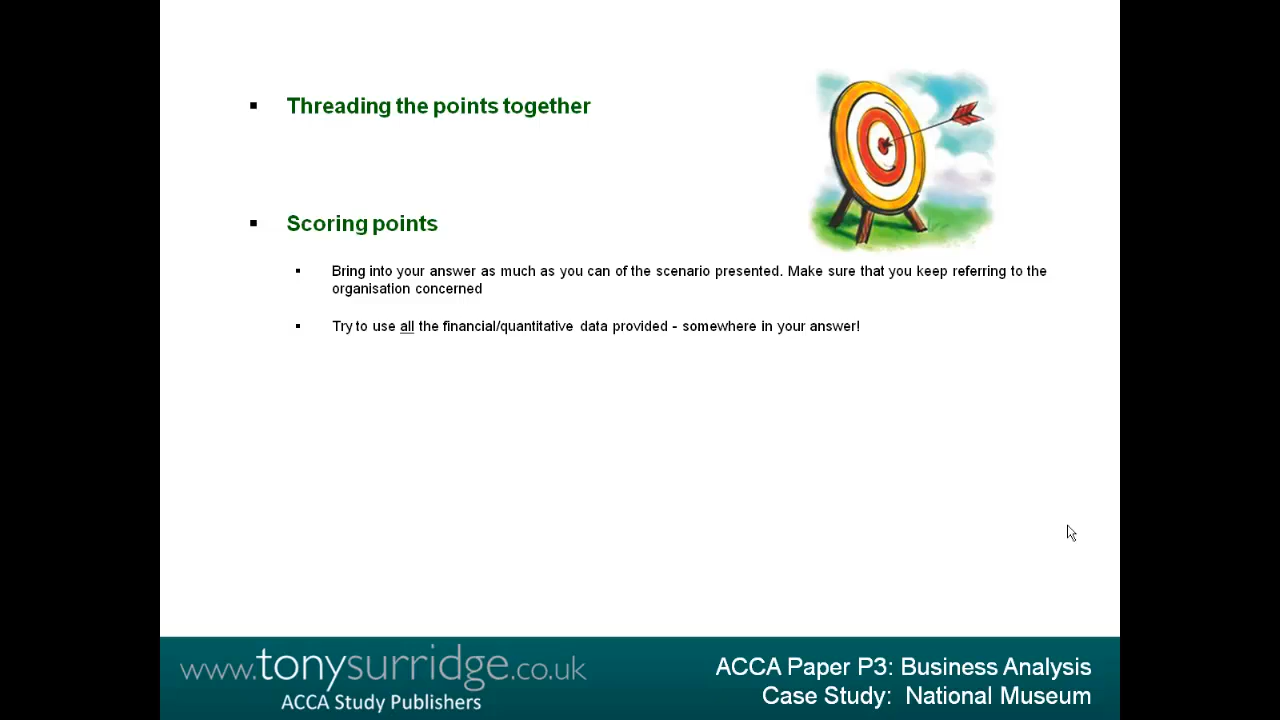 Threading the points together
Scoring points
Bring into your answer as much as you can of the scenario presented. Make sure that you keep referring to the
organisation concerned
Try to use all the financial/quantitative data provided - somewhere in your answer!
www.tonysurridge.co.uk
ACCA Study Publishers
ACCA Paper P3: Business Analysis
Case Study: National Museum